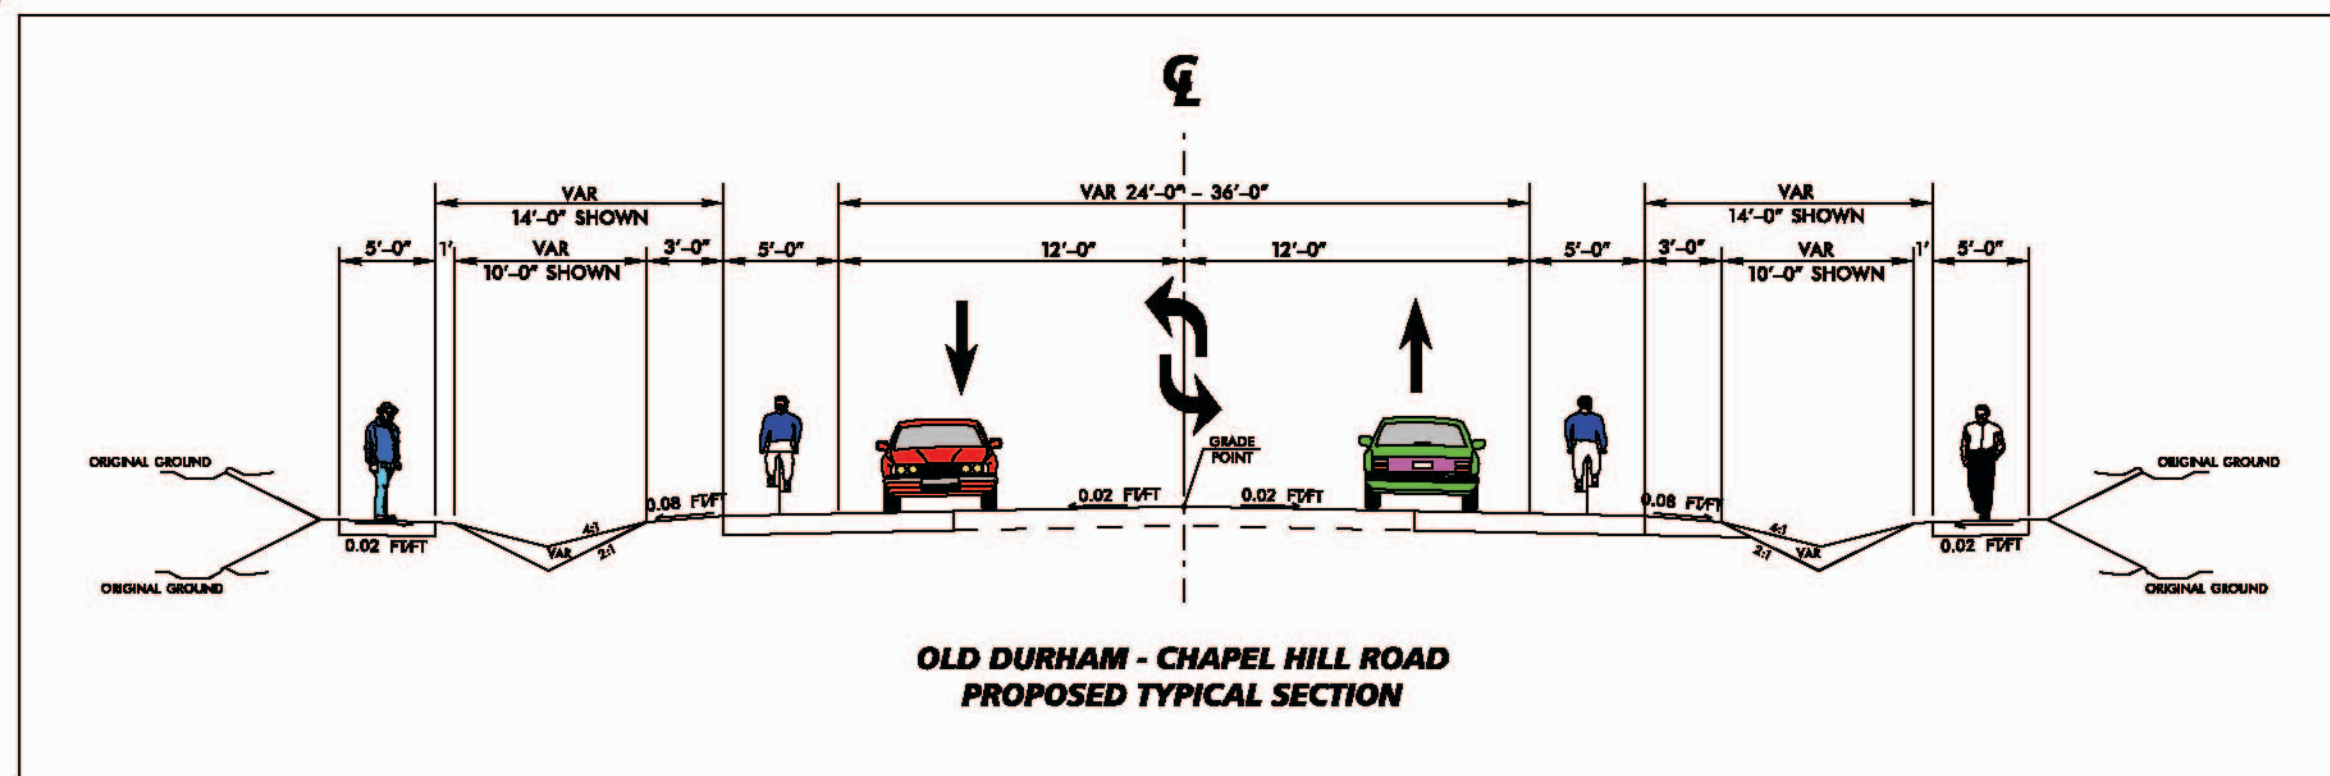 CL
VAR
14'-0" SHOWN
VAR 24'-0" - 36'-0"
VAR
14'-0" SHOWN
5'-0"
1'
VAR
10'-0" SHOWN
3'-0"
5'-0"
12'-0"
12'-0"
5'-0"
3'-0"
VAR
10'-0" SHOWN
1'
5'-0"
GRADE
POINT
ORIGINAL GROUND
ORIGINAL GROUND
0.08 FT/FT
0.02 FT/FT
0.02 FT/FT
0.08 FT/FT
4:1
4:1
0.02 FT/FT
VAR
2:1
2:1
VAR
0.02 FT/FT
ORIGINAL GROUND
ORIGINAL GROUND
OLD DURHAM - CHAPEL HILL ROAD
PROPOSED TYPICAL SECTION